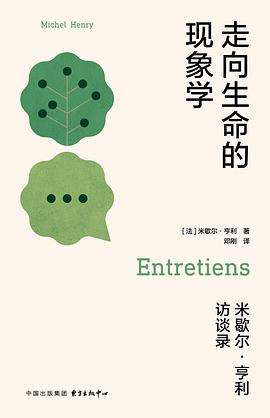 Michel Henry
走向生命的
现象学
[法]米歇尔·亨利 著
邓刚 译
Entretiens
米歇尔·亨利
访谈录
中国出版集团 东方出版中心